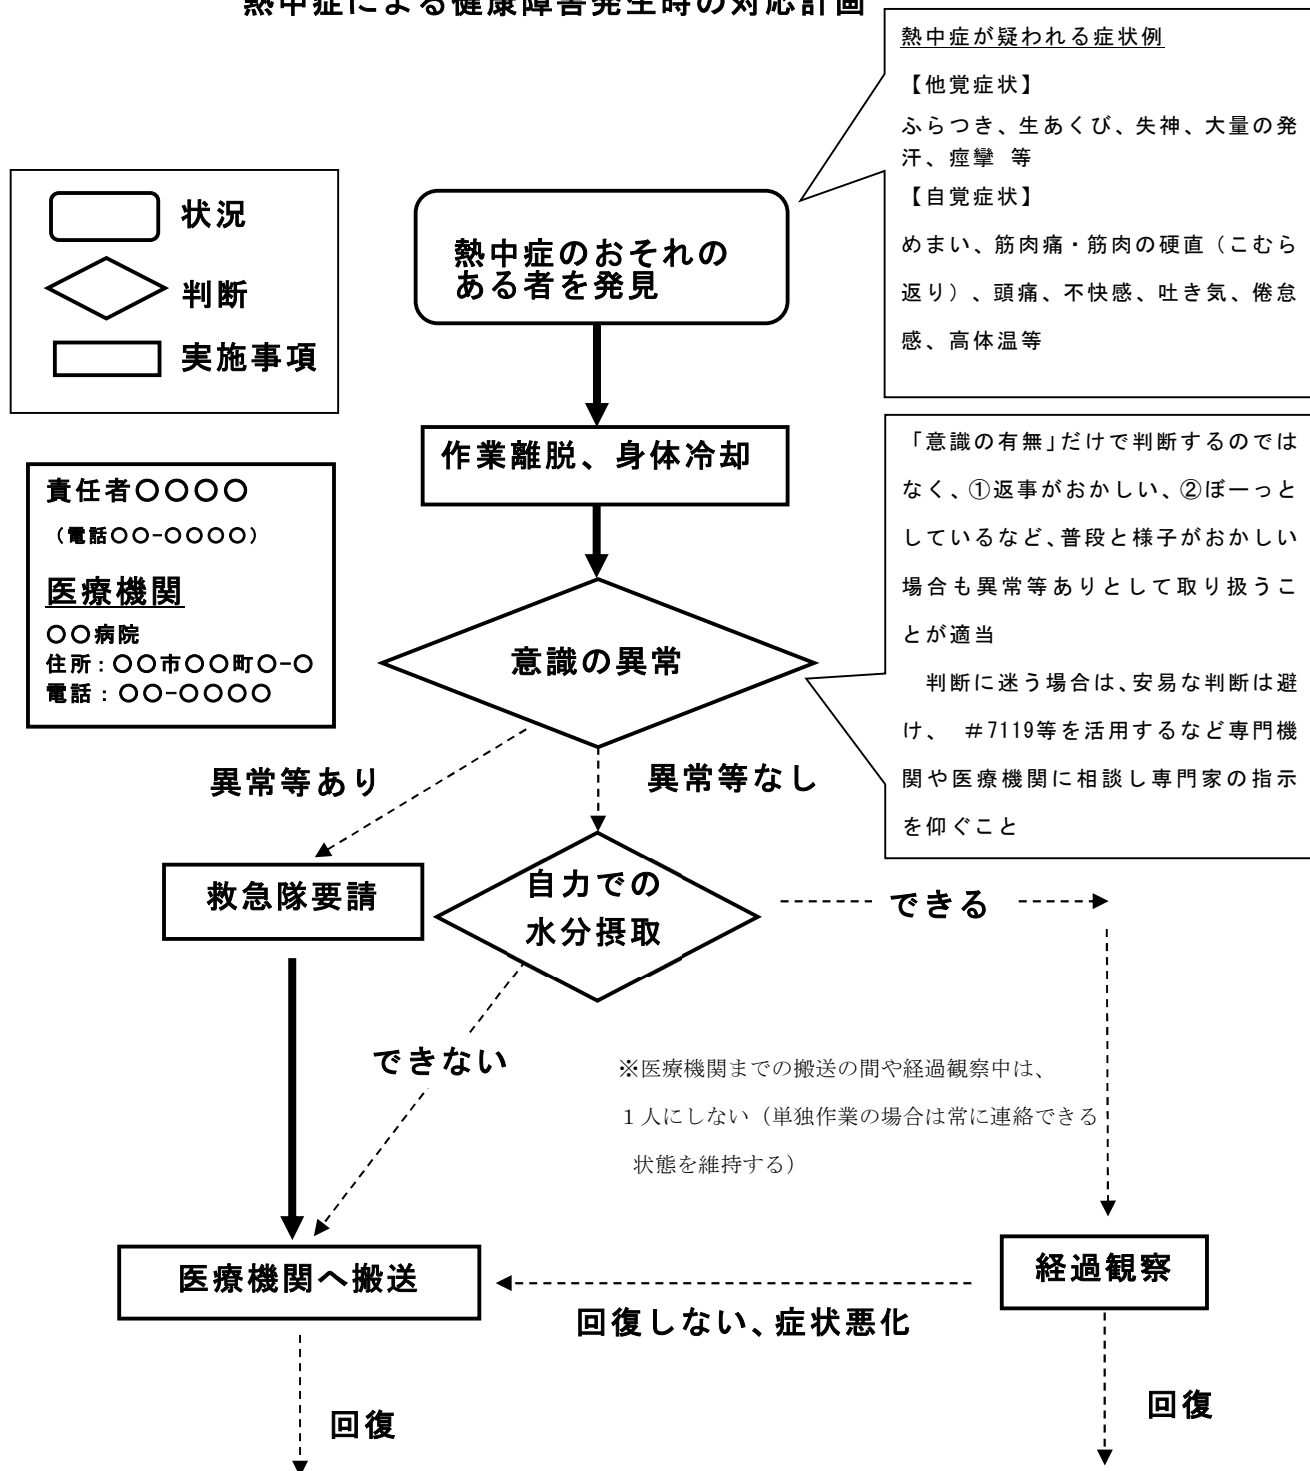 熱中症による健康障害発生時の対応計画
熱中症が疑われる症状例
【他覚症状】
ふらつき、生あくび、失神、大量の発
汗、痙攣 等
【自覚症状】
めまい、筋肉痛・筋肉の硬直（こむら
返り）、頭痛、不快感、吐き気、倦怠
感、高体温等
状況
判断
実施事項
熱中症のおそれの
ある者を発見
作業離脱、身体冷却
責任者〇〇〇〇
（電話〇〇-〇〇〇〇）
医療機関
〇〇病院
住所：〇〇市〇〇町〇-〇
電話：〇〇-〇〇〇〇
「意識の有無」だけで判断するのでは
なく、①返事がおかしい、②ぼーっと
しているなど、普段と様子がおかしい
場合も異常等ありとして取り扱うこ
とが適当
判断に迷う場合は、安易な判断は避
け、 ＃7119等を活用するなど専門機
関や医療機関に相談し専門家の指示
を仰ぐこと
意識の異常
異常等あり
異常等なし
救急隊要請
自力での
水分摂取
できる
できない
※医療機関までの搬送の間や経過観察中は、
１人にしない（単独作業の場合は常に連絡できる
状態を維持する）
医療機関へ搬送
経過観察
回復しない、症状悪化
回復
回復